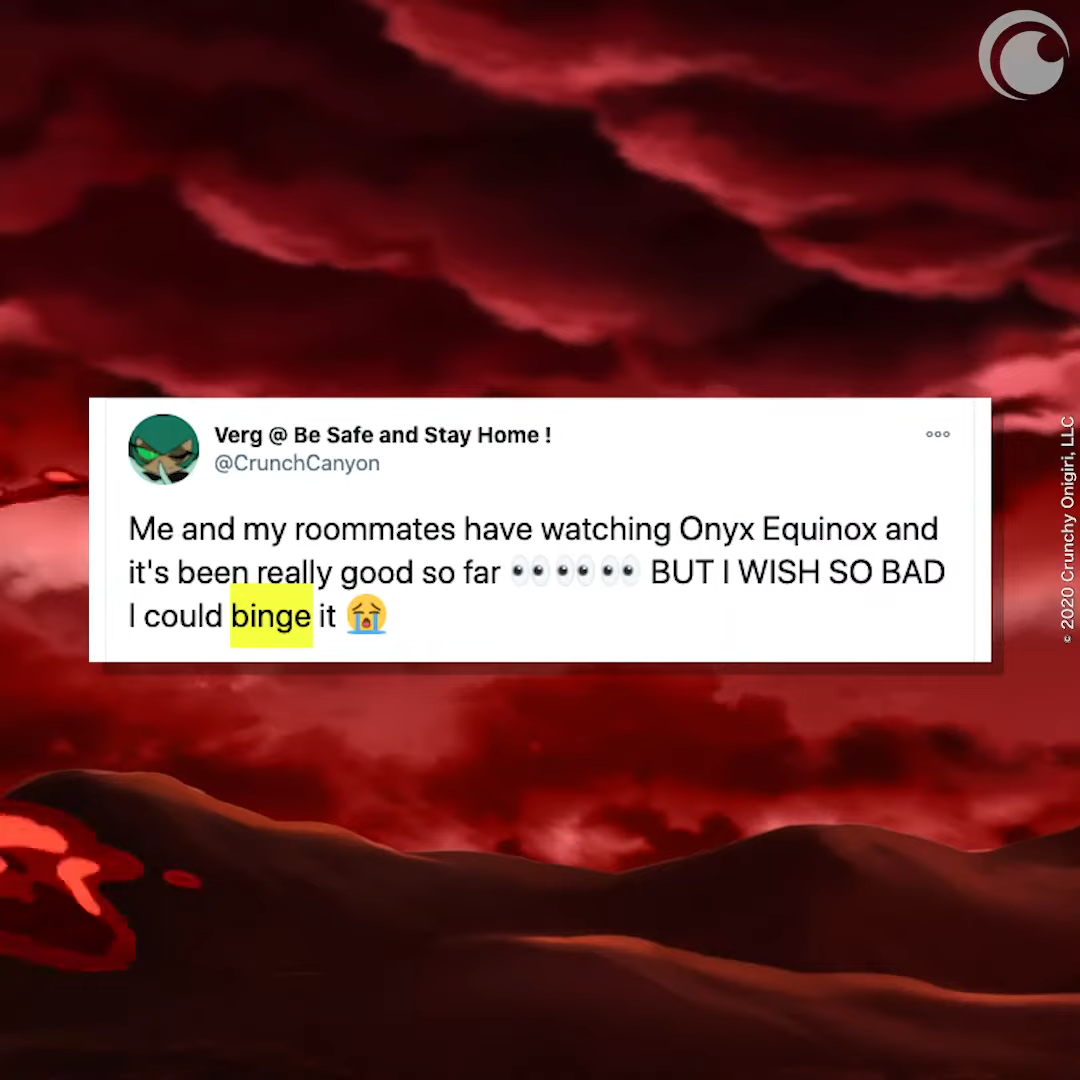 Verg @ Be Safe and Stay Home !
@CrunchCanyon
Me and my roommates have watching Onyx Equinox and
it's been really good so far 👀 👀 👀 BUT I WISH SO BAD
I could binge it 😭
© 2020 Crunchy Onigiri, LLC